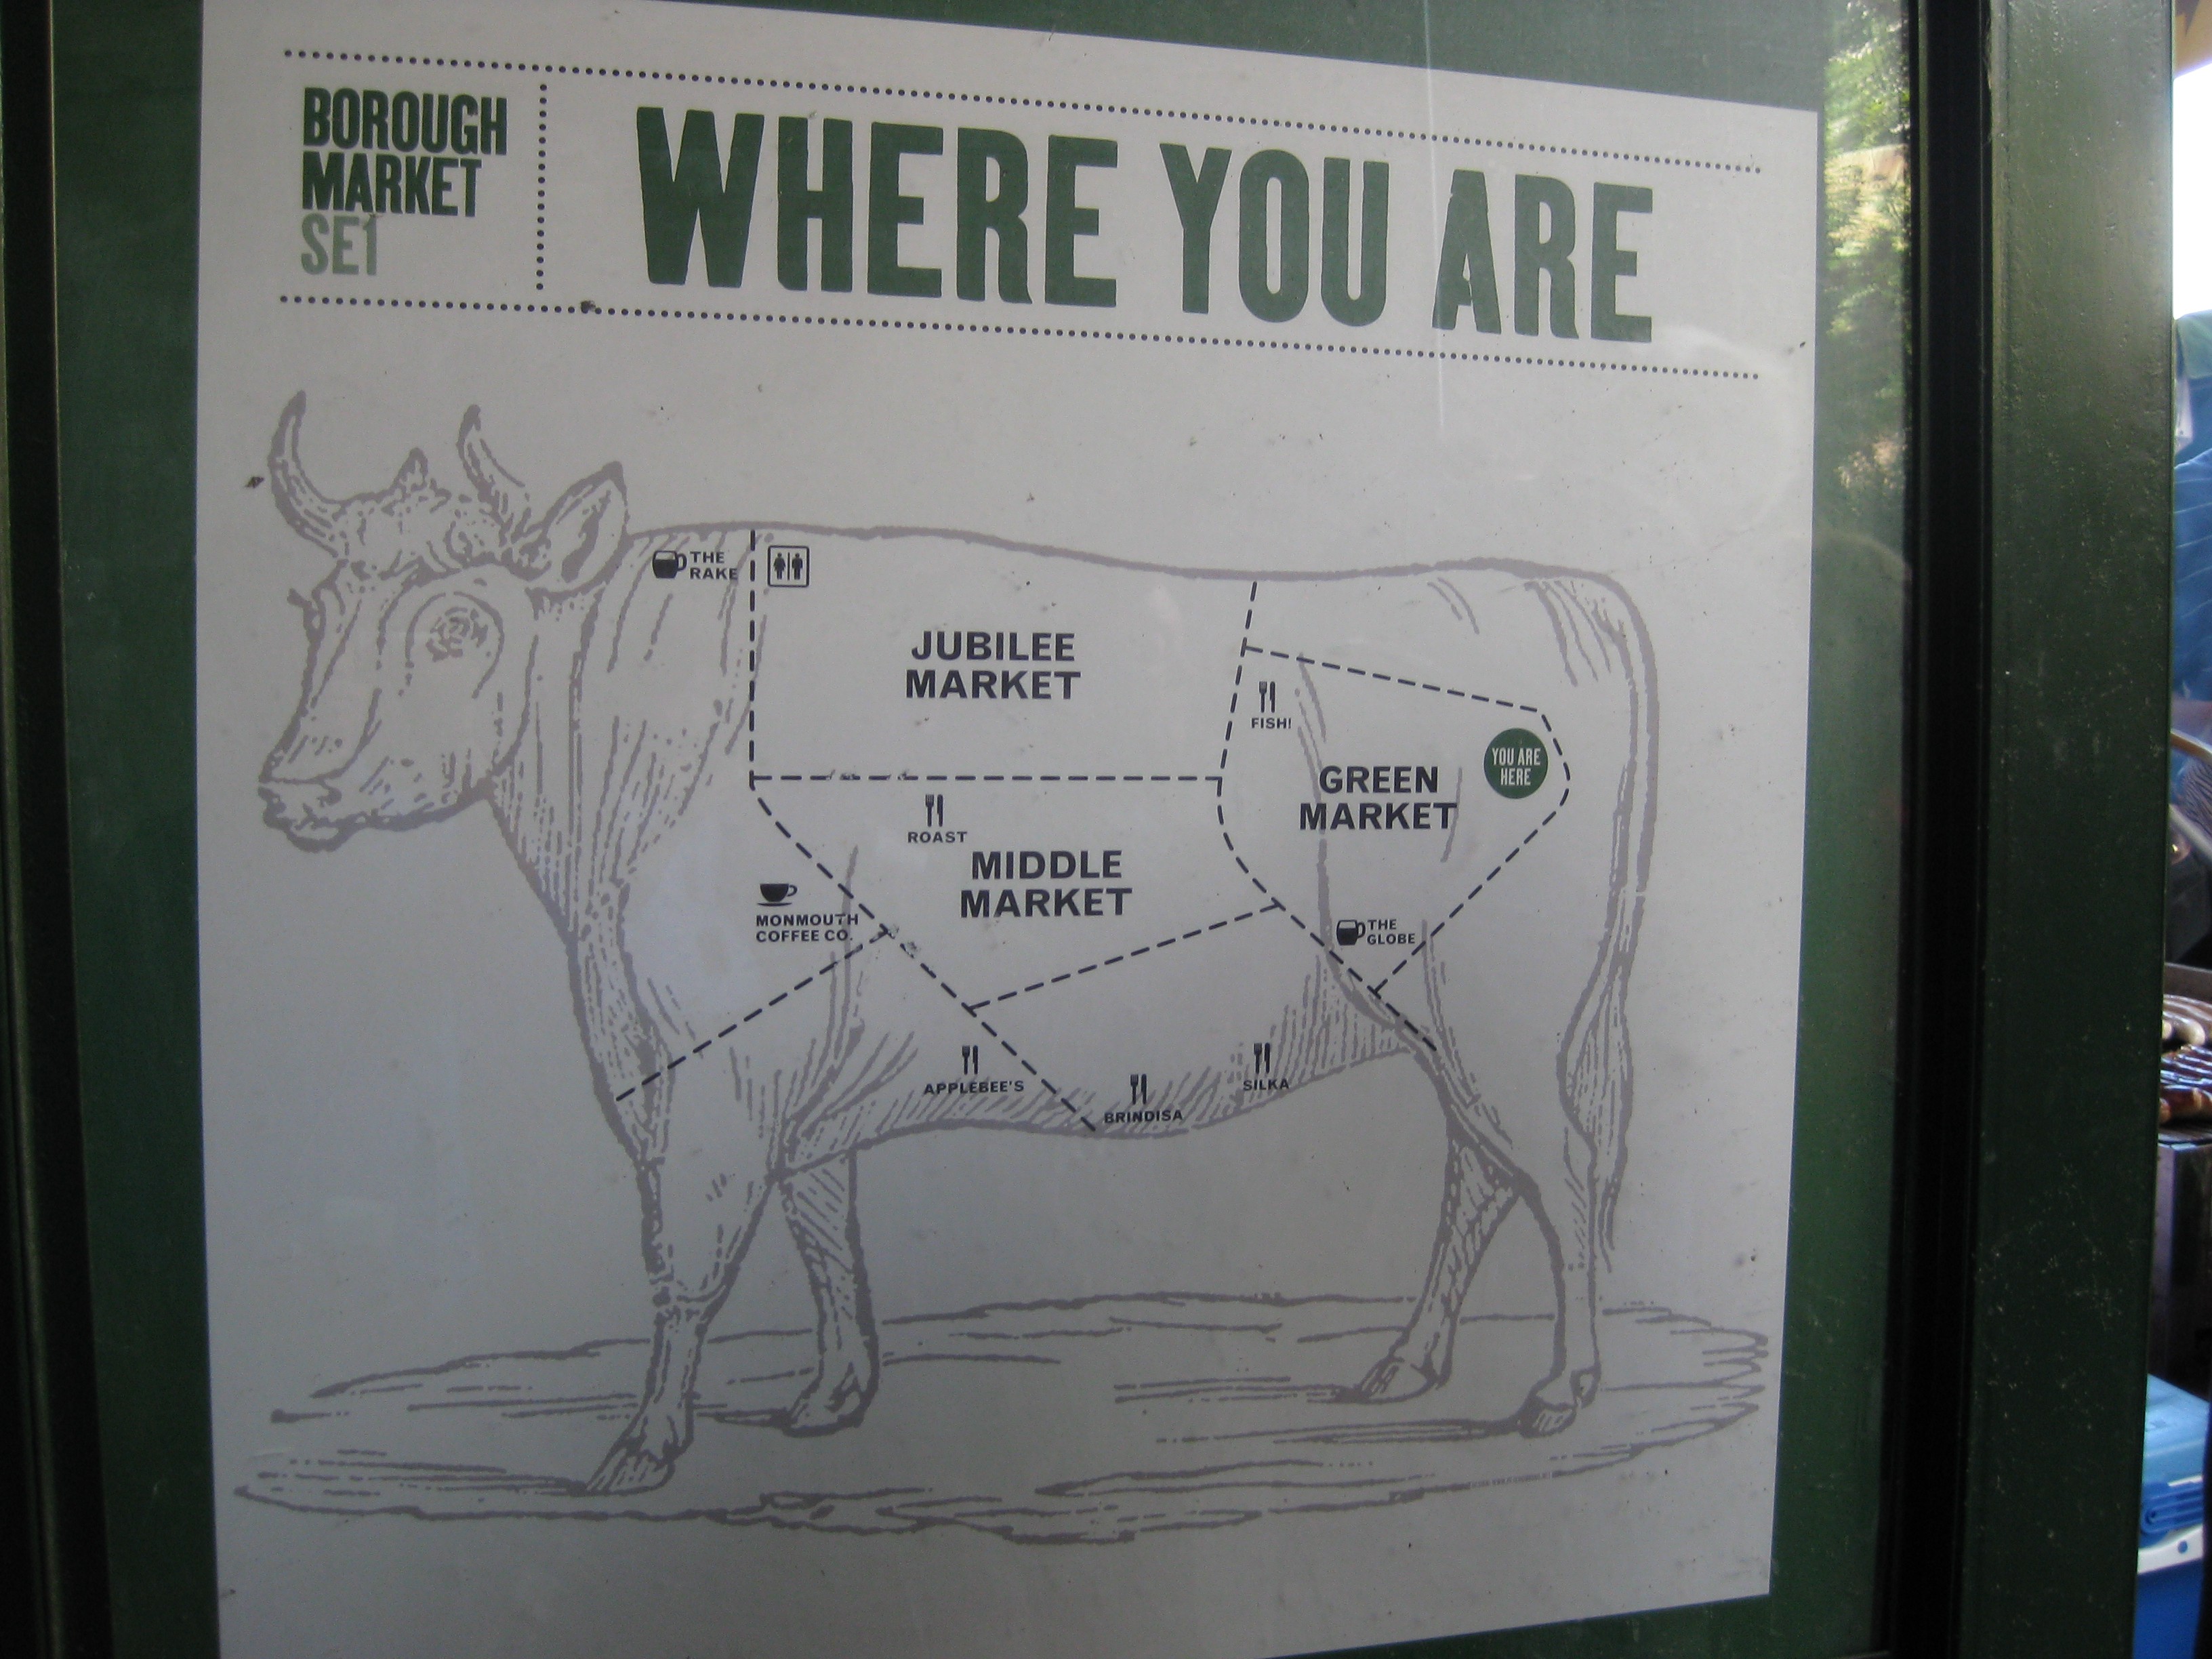 BOROUGH
MARKET
SE1
WHERE YOU ARE
THE
RAKE
JUBILEE
MARKET
FISH!
YOU ARE
HERE
GREEN
MARKET
ROAST
MIDDLE
MARKET
MONMOUTH
COFFEE CO.
THE
GLOBE
APPLEBEE'S
BRINDISA
SILKA